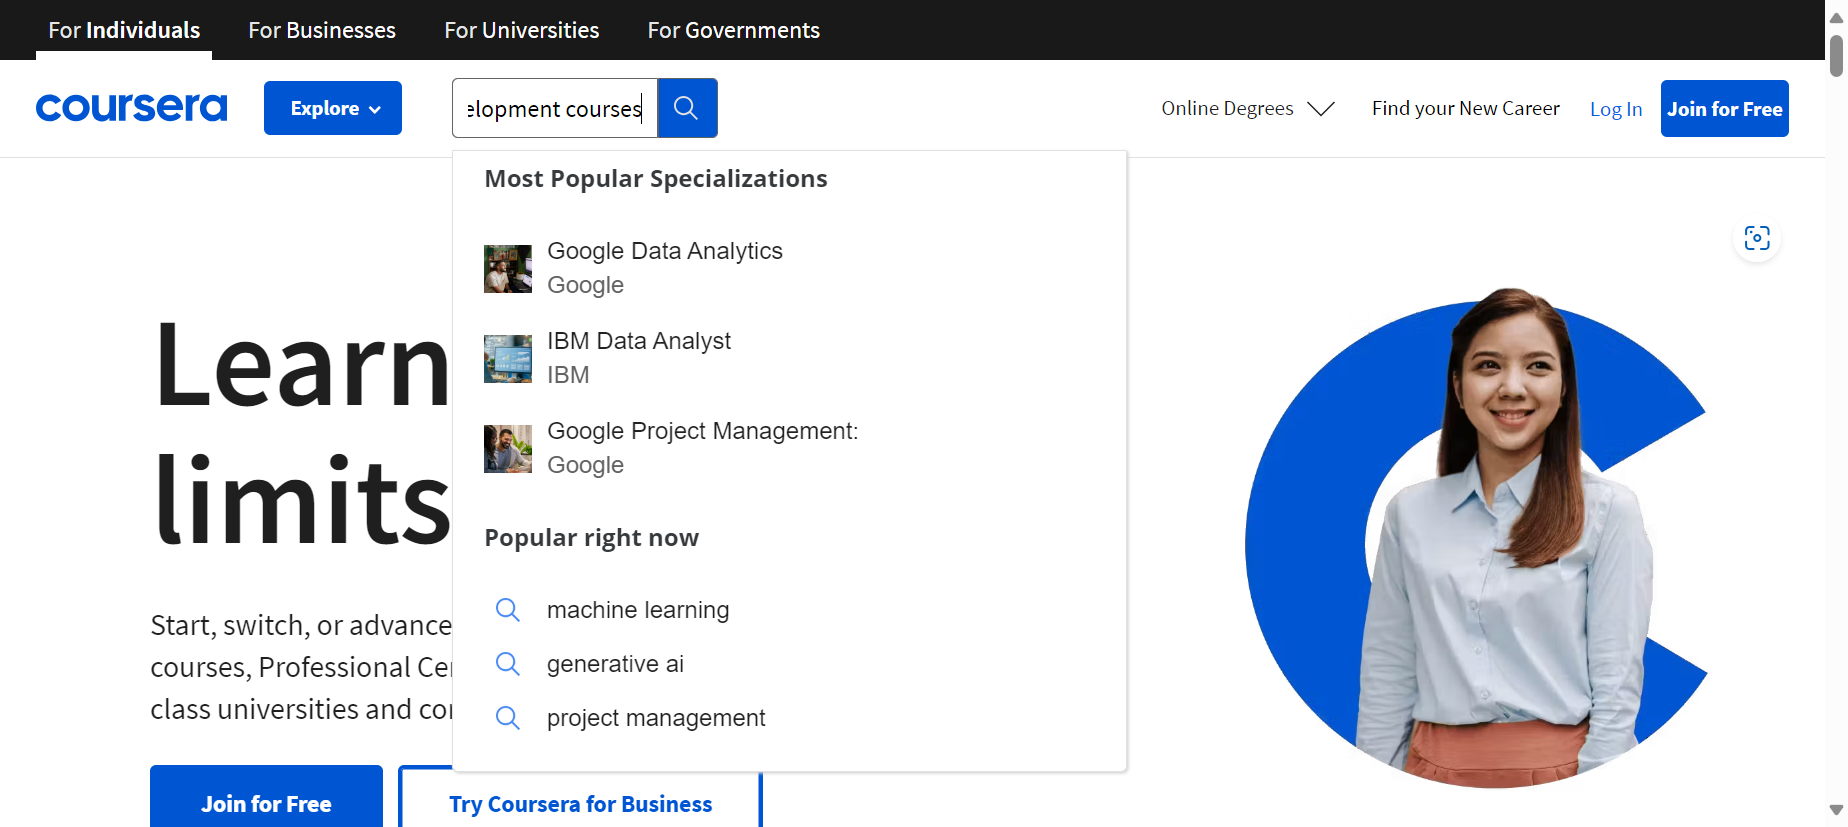 For Individuals
For Businesses
For Universities
For Governments
coursera
Explore
elopment courses
Online Degrees
Find your New Career
Log In
Join for Free
Most Popular Specializations
Google Data Analytics
Google
IBM Data Analyst
IBM
Google Project Management:
Google
Popular right now
machine learning
generative ai
project management
Learn
limits
Start, switch, or advance
courses, Professional Ce
class universities and co
Join for Free
Try Coursera for Business